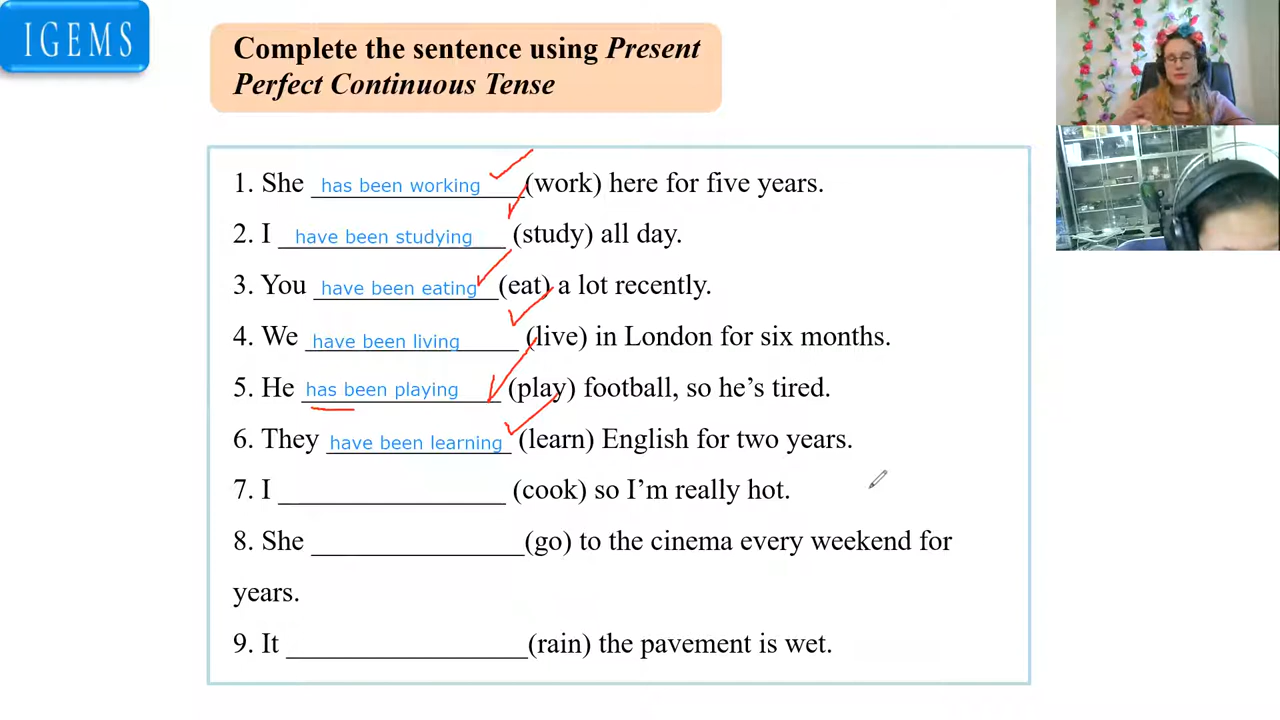 IGEMS
Complete the sentence using Present
Perfect Continuous Tense
1. She has been working (work) here for five years.
2. I have been studying (study) all day.
3. You have been eating (eat) a lot recently.
4. We have been living (live) in London for six months.
5. He has been playing (play) football, so he’s tired.
6. They have been learning (learn) English for two years.
7. I ________________ (cook) so I’m really hot.
8. She _______________(go) to the cinema every weekend for
years.
9. It _________________(rain) the pavement is wet.